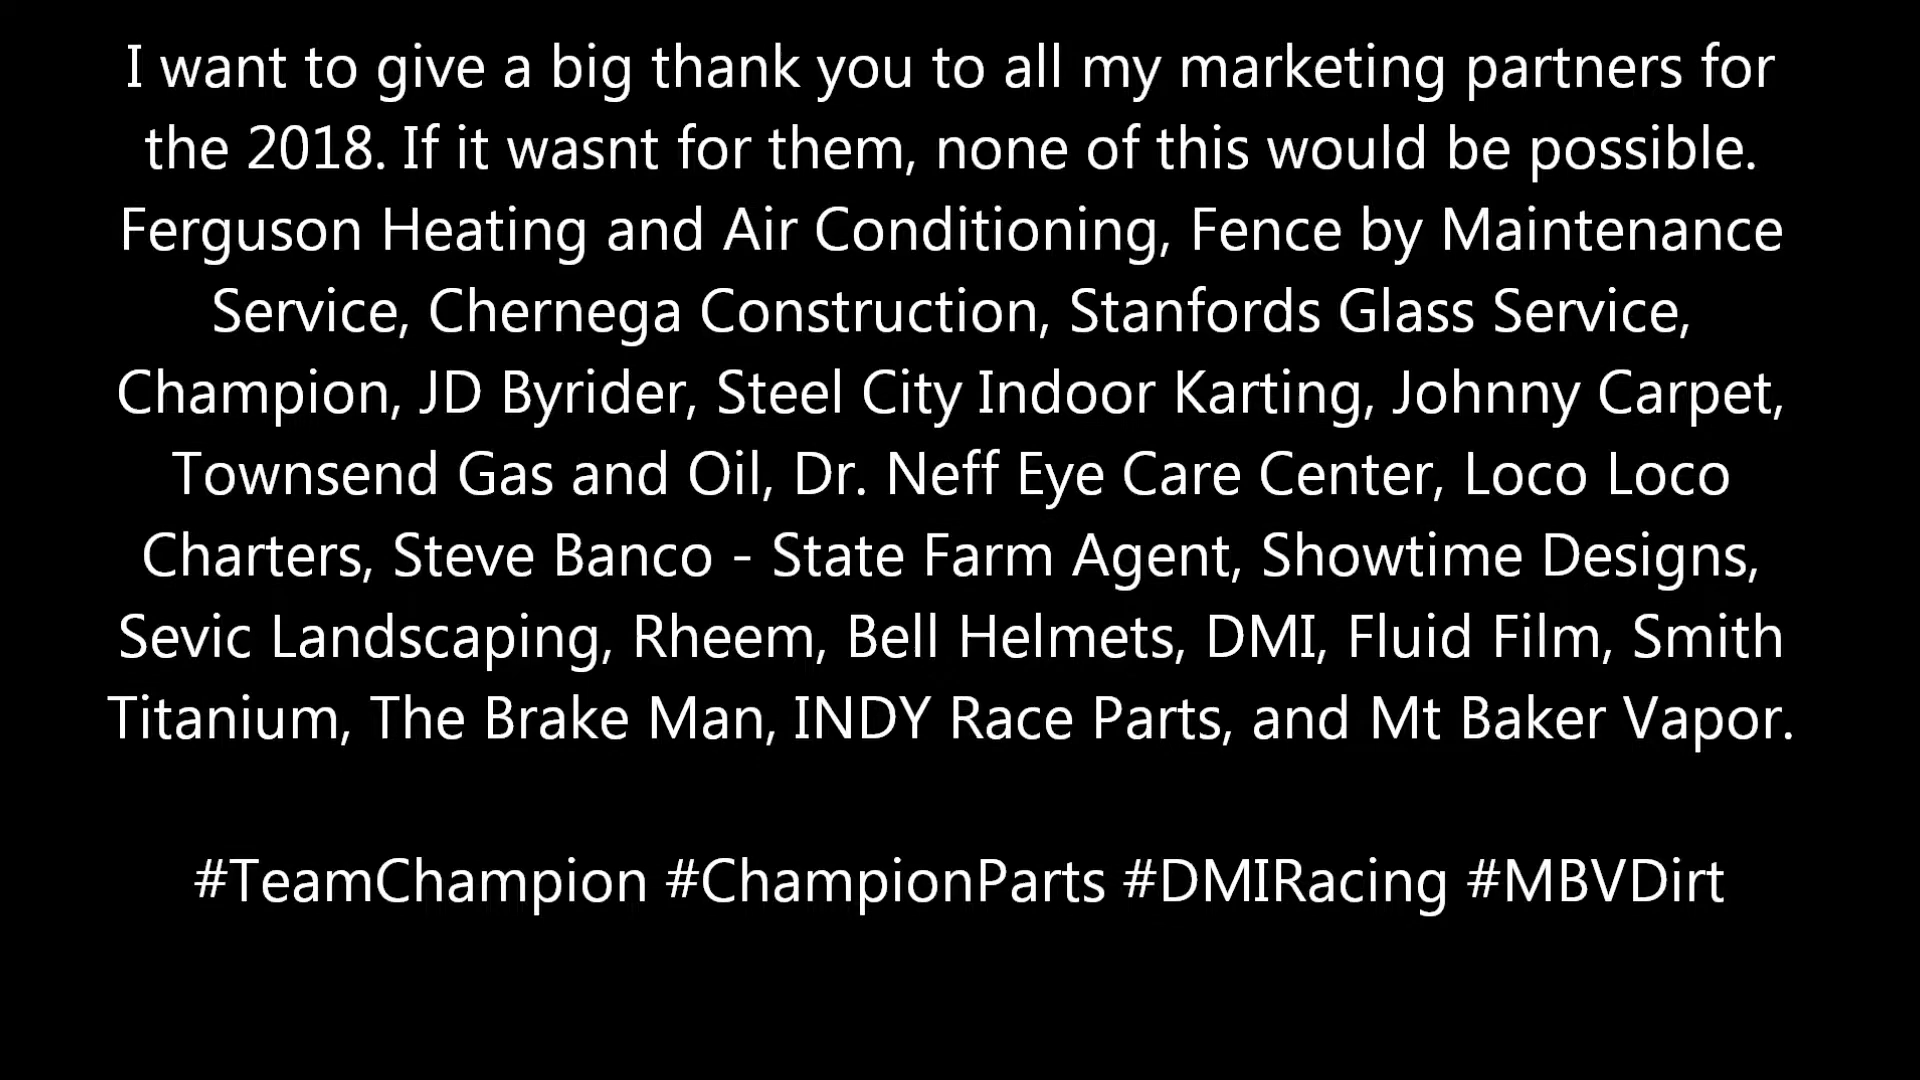 I want to give a big thank you to all my marketing partners for
the 2018. If it wasnt for them, none of this would be possible.
Ferguson Heating and Air Conditioning, Fence by Maintenance
Service, Chernega Construction, Stanfords Glass Service,
Champion, JD Byrider, Steel City Indoor Karting, Johnny Carpet,
Townsend Gas and Oil, Dr. Neff Eye Care Center, Loco Loco
Charters, Steve Banco - State Farm Agent, Showtime Designs,
Sevic Landscaping, Rheem, Bell Helmets, DMI, Fluid Film, Smith
Titanium, The Brake Man, INDY Race Parts, and Mt Baker Vapor.
#TeamChampion #ChampionParts #DMIRacing #MBVDirt